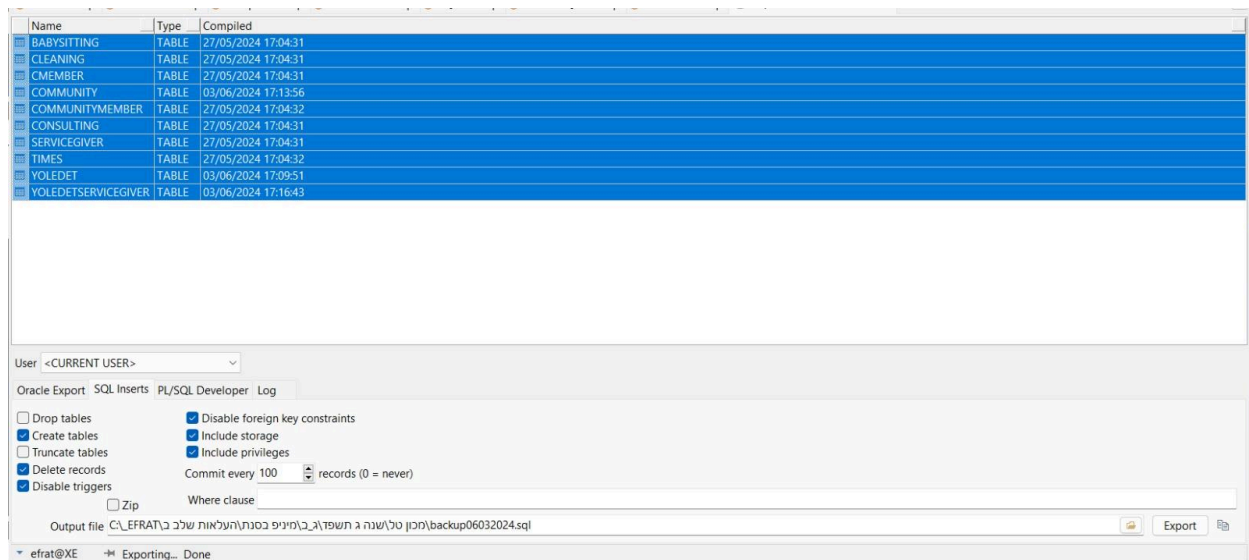 Name Type Compiled
BABYSITTING TABLE 27/05/2024 17:04:31
CLEANING TABLE 27/05/2024 17:04:31
CMEMBER TABLE 27/05/2024 17:04:31
COMMUNITY TABLE 03/06/2024 17:13:56
COMMUNITYMEMBER TABLE 27/05/2024 17:04:32
CONSULTING TABLE 27/05/2024 17:04:31
SERVICEGIVER TABLE 27/05/2024 17:04:31
TIMES TABLE 27/05/2024 17:04:32
YOLEDET TABLE 03/06/2024 17:09:51
YOLEDETSERVICEGIVER TABLE 03/06/2024 17:16:43
User <CURRENT USER>
Oracle Export SQL Inserts PL/SQL Developer Log
Drop tables Disable foreign key constraints
Create tables Include storage
Truncate tables Include privileges
Delete records Commit every 100 records (0 = never)
Disable triggers
Zip Where clause
Output file C:\_EFRAT\מכון טל\שנה ג תשפד\ג_ב\מיניפ בסנת\העלאות שלב ב\backup06032024.sql Export
efrat@XE Exporting... Done